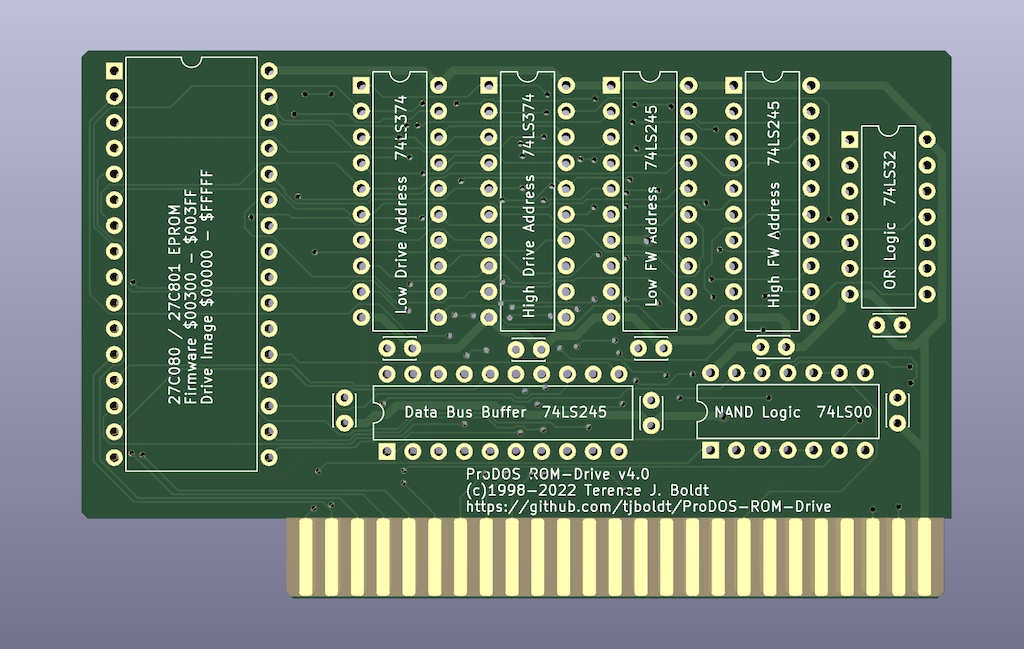 27C080 / 27C801 EPROM
Firmware $00300 - $003FF
Drive Image $00000 - $FFFFF
Low Drive Address 74LS374
High Drive Address 74LS374
Low FW Address 74LS245
High FW Address 74LS245
OR Logic 74LS32
Data Bus Buffer 74LS245
NAND Logic 74LS00
ProDOS ROM-Drive v4.0
(c)1998-2022 Terence J. Boldt
https://github.com/tjboldt/ProDOS-ROM-Drive